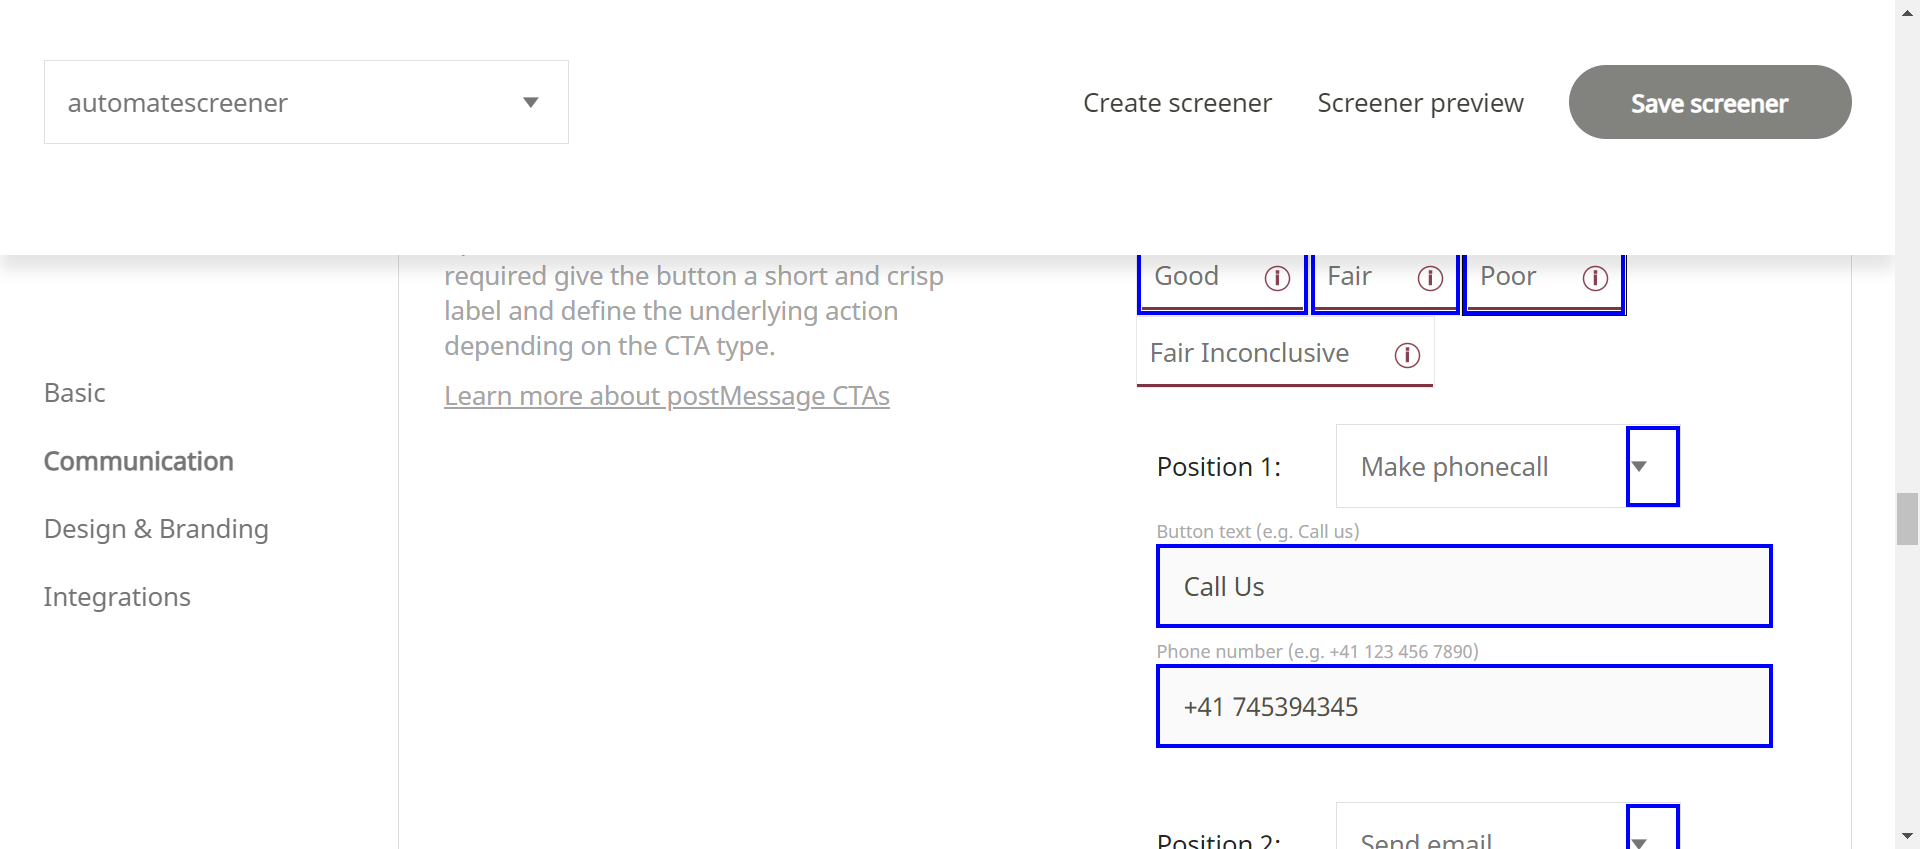 automatescreener
Create screener
Screener preview
Save screener
required give the button a short and crisp
label and define the underlying action
depending on the CTA type.
Learn more about postMessage CTAs
Basic
Communication
Design & Branding
Integrations
Good
Fair
Poor
Fair Inconclusive
Position 1:
Make phonecall
Button text (e.g. Call us)
Call Us
Phone number (e.g. +41 123 456 7890)
+41 745394345
Position 2:
Send email